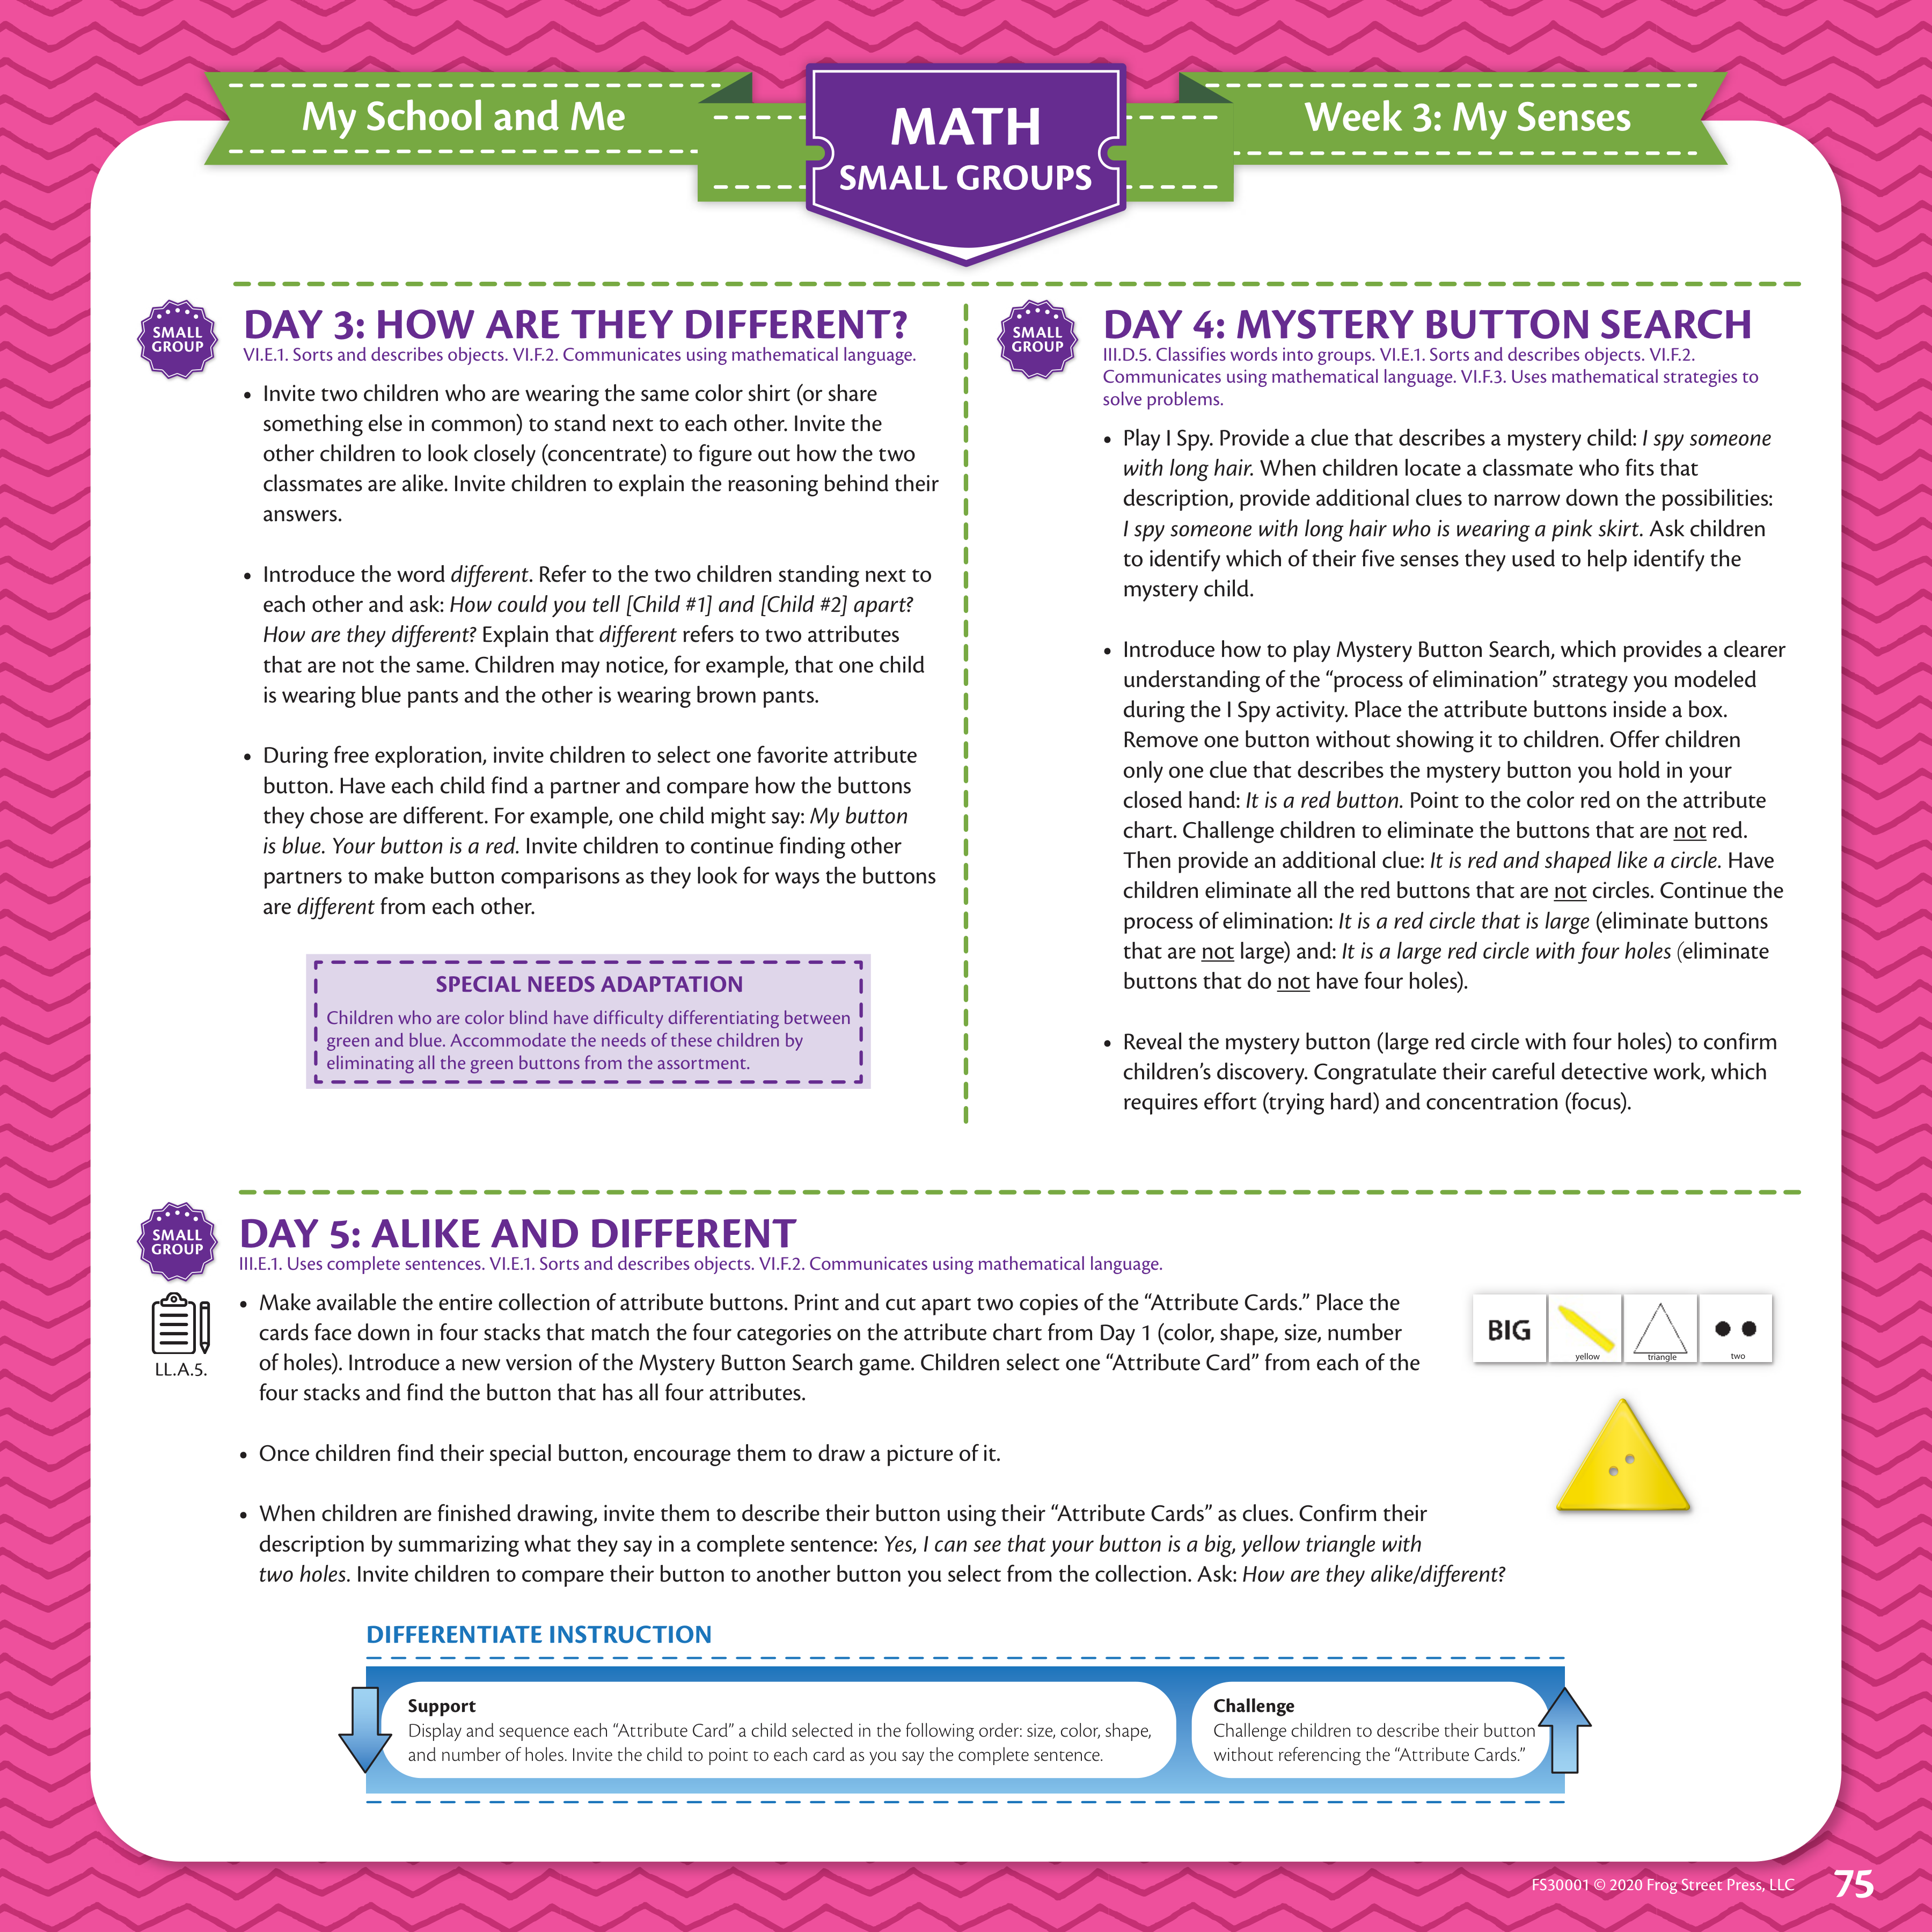 My School and Me
MATH
SMALL GROUPS
Week 3: My Senses
SMALL
GROUP
DAY 3: HOW ARE THEY DIFFERENT?
VI.E.1. Sorts and describes objects. VI.F.2. Communicates using mathematical language.
• Invite two children who are wearing the same color shirt (or share
something else in common) to stand next to each other. Invite the
other children to look closely (concentrate) to figure out how the two
classmates are alike. Invite children to explain the reasoning behind their
answers.
• Introduce the word different. Refer to the two children standing next to
each other and ask: How could you tell [Child #1] and [Child #2] apart?
How are they different? Explain that different refers to two attributes
that are not the same. Children may notice, for example, that one child
is wearing blue pants and the other is wearing brown pants.
• During free exploration, invite children to select one favorite attribute
button. Have each child find a partner and compare how the buttons
they chose are different. For example, one child might say: My button
is blue. Your button is a red. Invite children to continue finding other
partners to make button comparisons as they look for ways the buttons
are different from each other.
SPECIAL NEEDS ADAPTATION
Children who are color blind have difficulty differentiating between
green and blue. Accommodate the needs of these children by
eliminating all the green buttons from the assortment.
SMALL
GROUP
DAY 4: MYSTERY BUTTON SEARCH
III.D.5. Classifies words into groups. VI.E.1. Sorts and describes objects. VI.F.2.
Communicates using mathematical language. VI.F.3. Uses mathematical strategies to
solve problems.
• Play I Spy. Provide a clue that describes a mystery child: I spy someone
with long hair. When children locate a classmate who fits that
description, provide additional clues to narrow down the possibilities:
I spy someone with long hair who is wearing a pink skirt. Ask children
to identify which of their five senses they used to help identify the
mystery child.
• Introduce how to play Mystery Button Search, which provides a clearer
understanding of the “process of elimination” strategy you modeled
during the I Spy activity. Place the attribute buttons inside a box.
Remove one button without showing it to children. Offer children
only one clue that describes the mystery button you hold in your
closed hand: It is a red button. Point to the color red on the attribute
chart. Challenge children to eliminate the buttons that are not red.
Then provide an additional clue: It is red and shaped like a circle. Have
children eliminate all the red buttons that are not circles. Continue the
process of elimination: It is a red circle that is large (eliminate buttons
that are not large) and: It is a large red circle with four holes (eliminate
buttons that do not have four holes).
• Reveal the mystery button (large red circle with four holes) to confirm
children’s discovery. Congratulate their careful detective work, which
requires effort (trying hard) and concentration (focus).
SMALL
GROUP
DAY 5: ALIKE AND DIFFERENT
III.E.1. Uses complete sentences. VI.E.1. Sorts and describes objects. VI.F.2. Communicates using mathematical language.
LL.A.5.
• Make available the entire collection of attribute buttons. Print and cut apart two copies of the “Attribute Cards.” Place the
cards face down in four stacks that match the four categories on the attribute chart from Day 1 (color, shape, size, number
of holes). Introduce a new version of the Mystery Button Search game. Children select one “Attribute Card” from each of the
four stacks and find the button that has all four attributes.
• Once children find their special button, encourage them to draw a picture of it.
• When children are finished drawing, invite them to describe their button using their “Attribute Cards” as clues. Confirm their
description by summarizing what they say in a complete sentence: Yes, I can see that your button is a big, yellow triangle with
two holes. Invite children to compare their button to another button you select from the collection. Ask: How are they alike/different?
BIG
yellow
triangle
two
DIFFERENTIATE INSTRUCTION
Support
Display and sequence each “Attribute Card” a child selected in the following order: size, color, shape,
and number of holes. Invite the child to point to each card as you say the complete sentence.
Challenge
Challenge children to describe their button
without referencing the “Attribute Cards.”
FS30001 © 2020 Frog Street Press, LLC
75